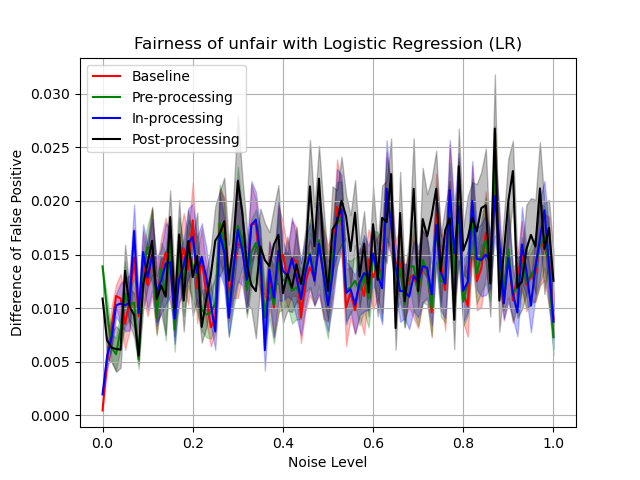 Fairness of unfair with Logistic Regression (LR)
Baseline
Pre-processing
In-processing
Post-processing
Difference of False Positive
0.030
0.025
0.020
0.015
0.010
0.005
0.000
0.0 0.2 0.4 0.6 0.8 1.0
Noise Level